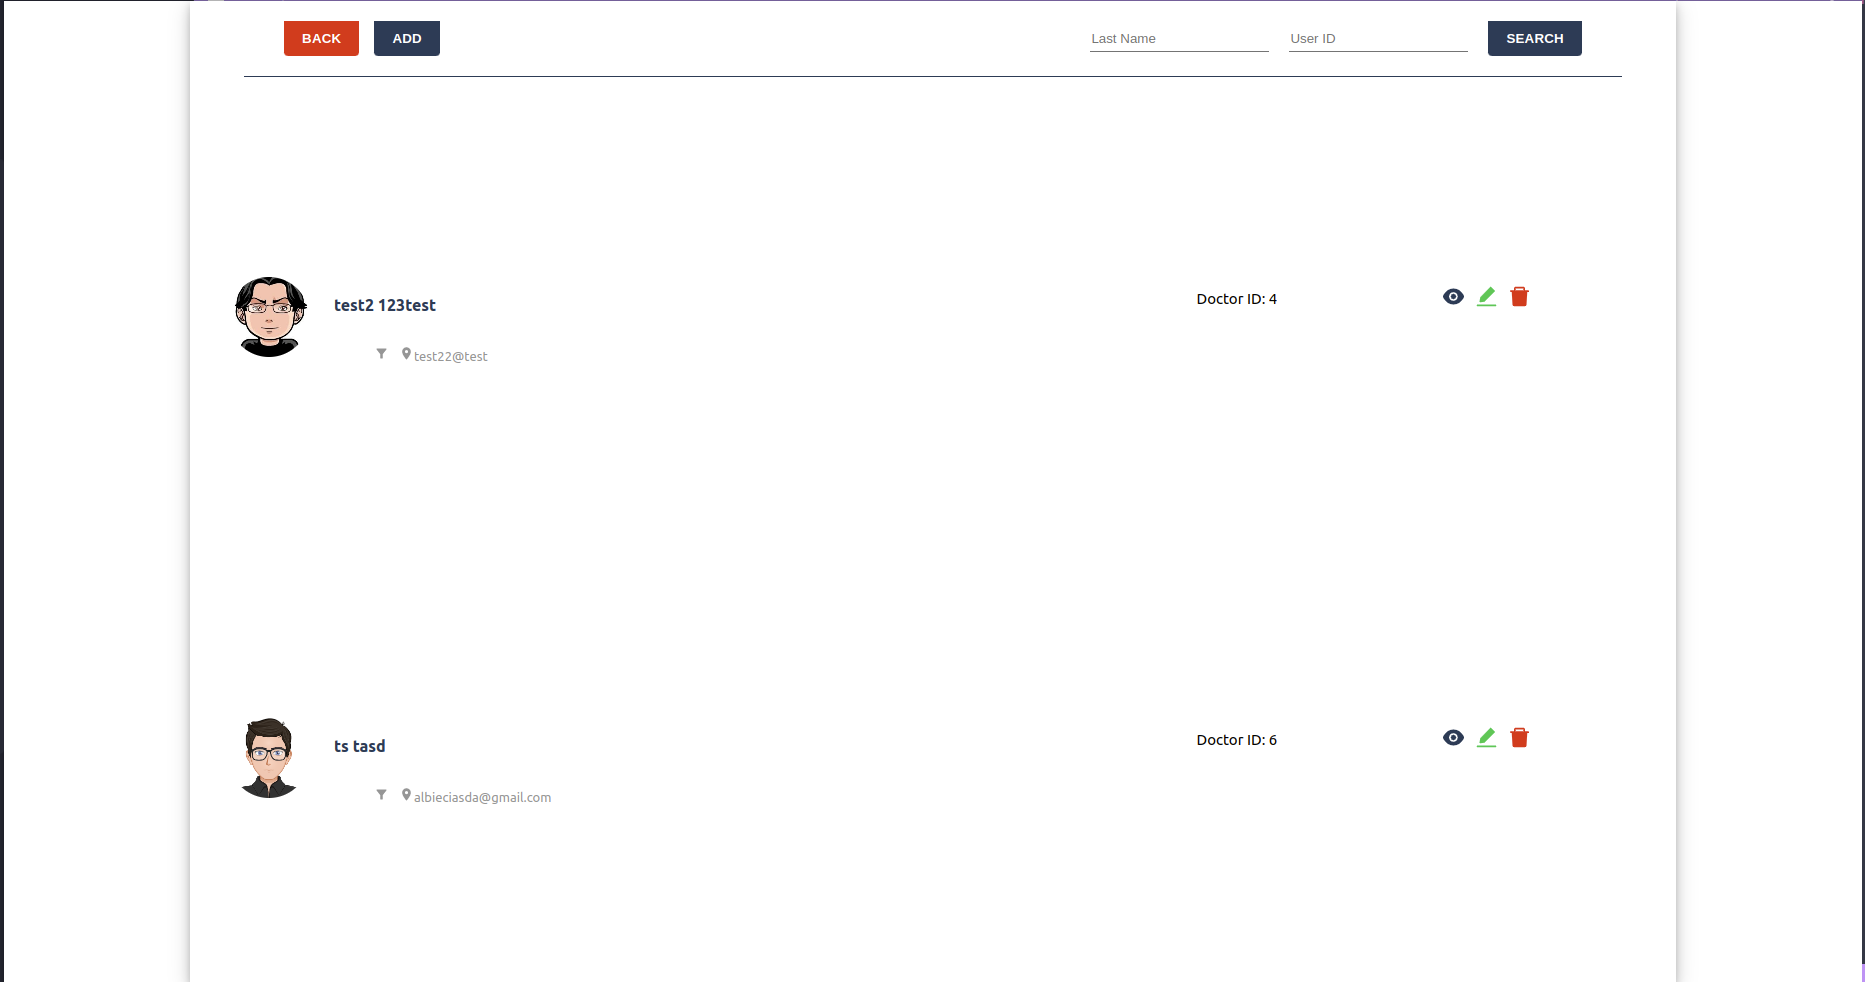 BACK ADD Last Name User ID SEARCH
test2 123test Doctor ID: 4
test22@test
ts tasd Doctor ID: 6
albieciasda@gmail.com